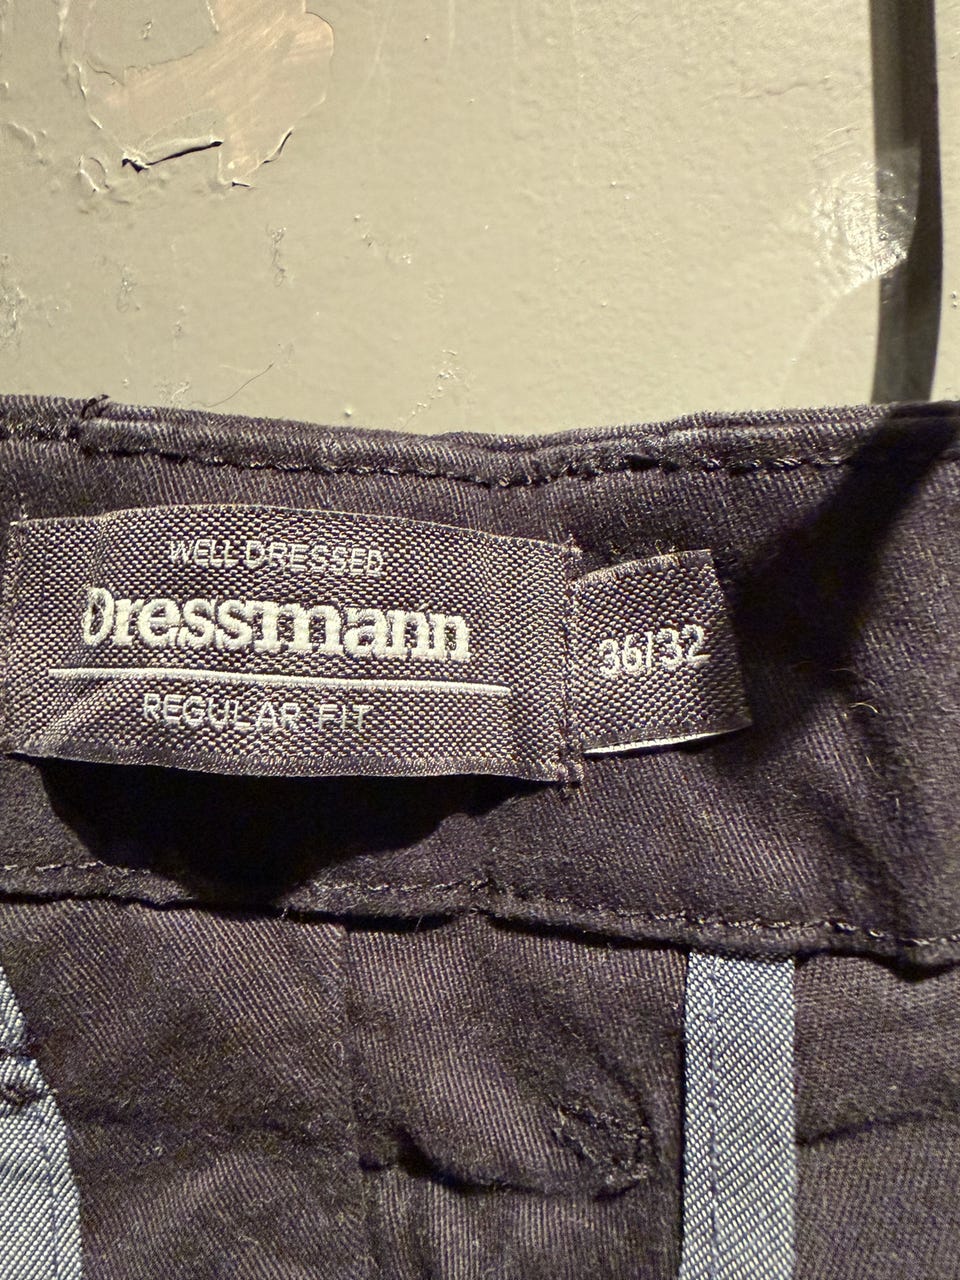 WELL DRESSED
Dressmann
REGULAR FIT
36/32